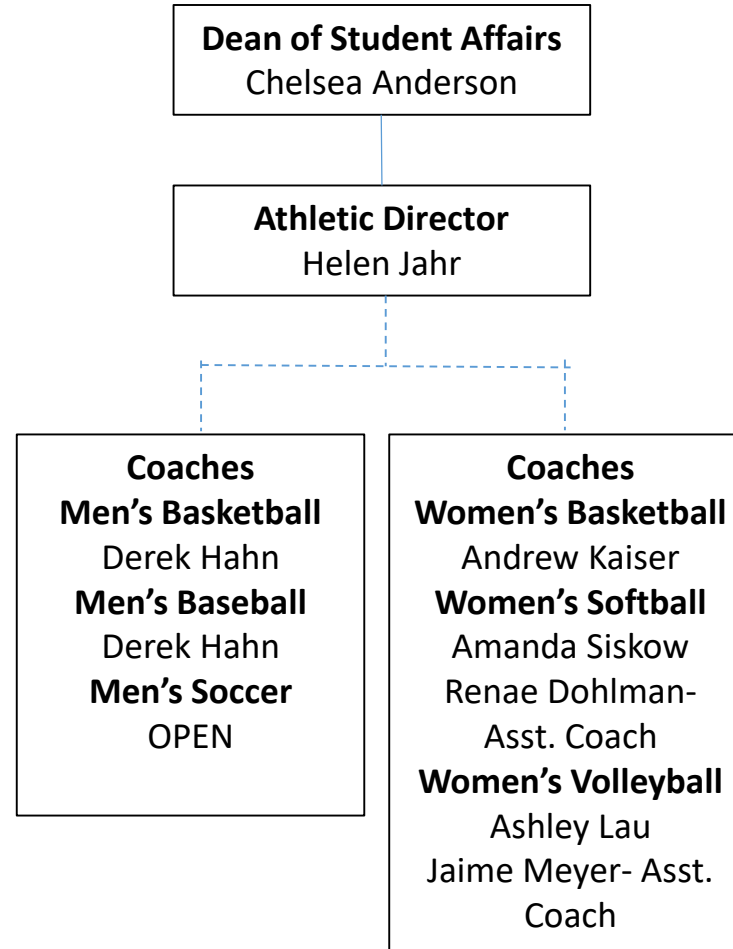 Dean of Student Affairs
Chelsea Anderson
Athletic Director
Helen Jahr
Coaches
Men’s Basketball
Derek Hahn
Men’s Baseball
Derek Hahn
Men’s Soccer
OPEN
Coaches
Women’s Basketball
Andrew Kaiser
Women’s Softball
Amanda Siskow
Renae Dohlman-
Asst. Coach
Women’s Volleyball
Ashley Lau
Jaime Meyer- Asst.
Coach